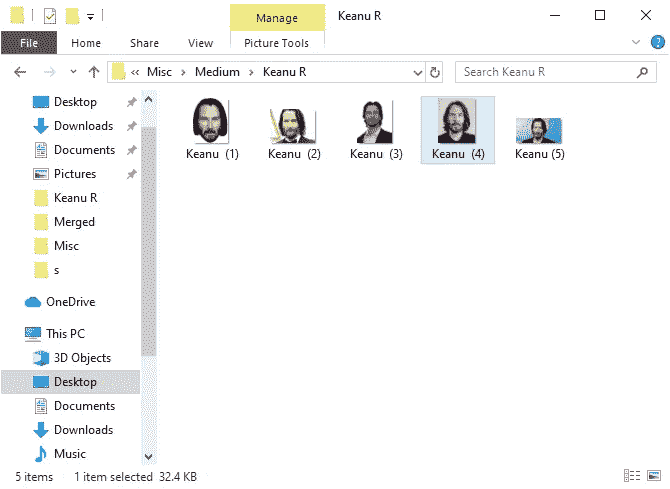 Manage Keanu R
File Home Share View Picture Tools
« Misc > Medium > Keanu R Search Keanu R
Desktop
Downloads
Documents
Pictures
Keanu R
Merged
Misc
s
OneDrive
This PC
3D Objects
Desktop
Documents
Downloads
Music
Keanu (1) Keanu (2) Keanu (3) Keanu (4) Keanu (5)
5 items 1 item selected 32.4 KB